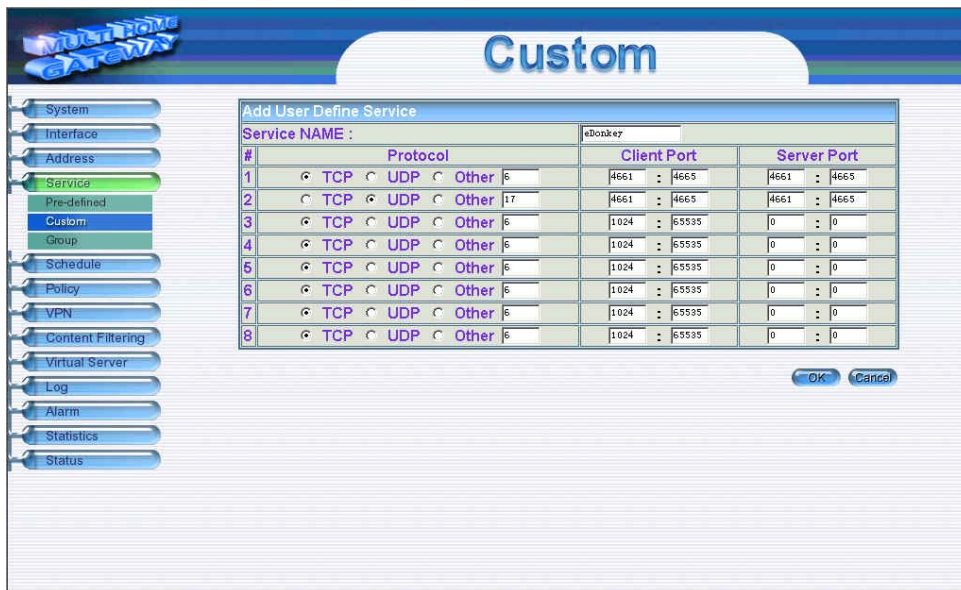 MULTI HOME
GATEWAY
Custom
System
Interface
Address
Service
Pre-defined
Custom
Group
Schedule
Policy
VPN
Content Filtering
Virtual Server
Log
Alarm
Statistics
Status
Add User Define Service
Service NAME : eDonkey
# Protocol Client Port Server Port
1 TCP UDP Other 6 4661 : 4665 4661 : 4665
2 TCP UDP Other 17 4661 : 4665 4661 : 4665
3 TCP UDP Other 6 1024 : 65535 0 : 0
4 TCP UDP Other 6 1024 : 65535 0 : 0
5 TCP UDP Other 6 1024 : 65535 0 : 0
6 TCP UDP Other 6 1024 : 65535 0 : 0
7 TCP UDP Other 6 1024 : 65535 0 : 0
8 TCP UDP Other 6 1024 : 65535 0 : 0
OK Cancel